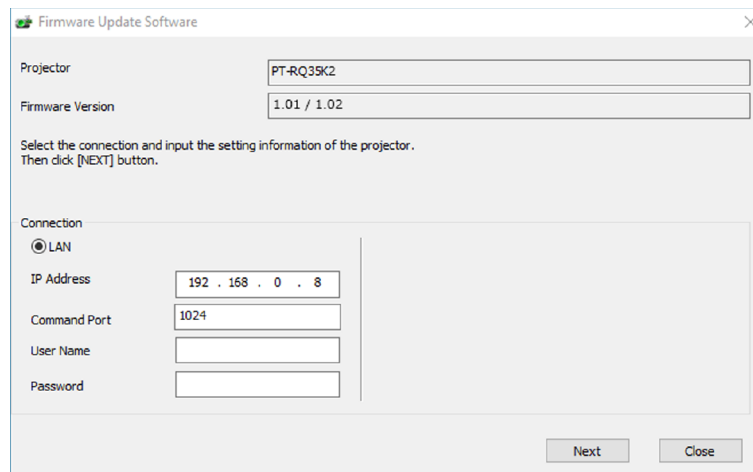 Firmware Update Software
Projector
PT-RQ35K2
Firmware Version
1.01 / 1.02
Select the connection and input the setting information of the projector.
Then click [NEXT] button.
Connection
LAN
IP Address
192 . 168 . 0 . 8
Command Port
1024
User Name
Password
Next
Close